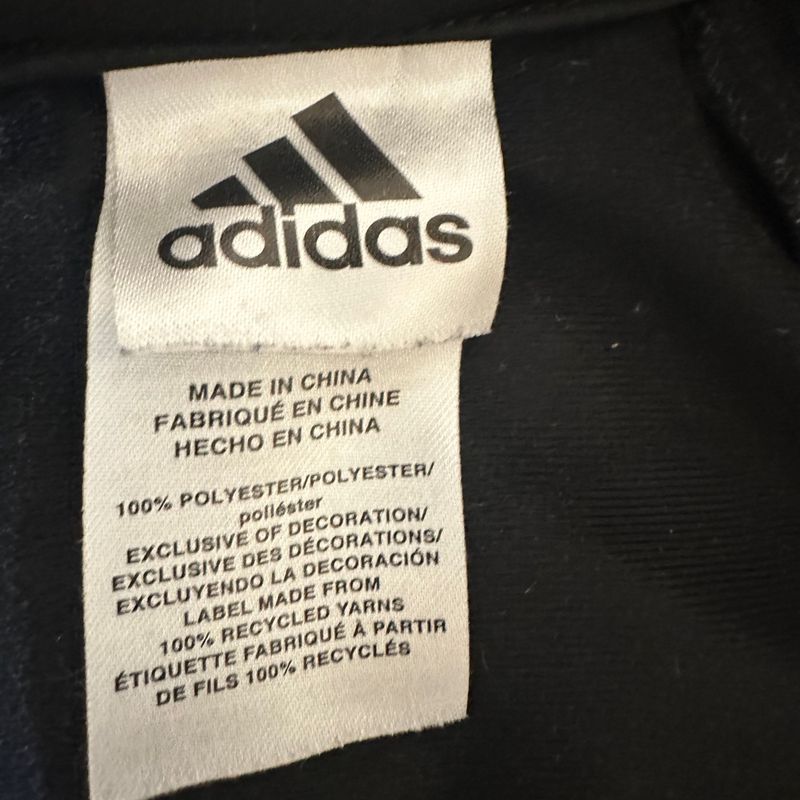 adidas
MADE IN CHINA
FABRIQUÉ EN CHINE
HECHO EN CHINA
100% POLYESTER/POLYESTER/
poliéster
EXCLUSIVE OF DECORATION/
EXCLUSIVE DES DÉCORATIONS/
EXCLUYENDO LA DECORACIÓN
LABEL MADE FROM
100% RECYCLED YARNS
ÉTIQUETTE FABRIQUÉ À PARTIR
DE FILS 100% RECYCLÉS